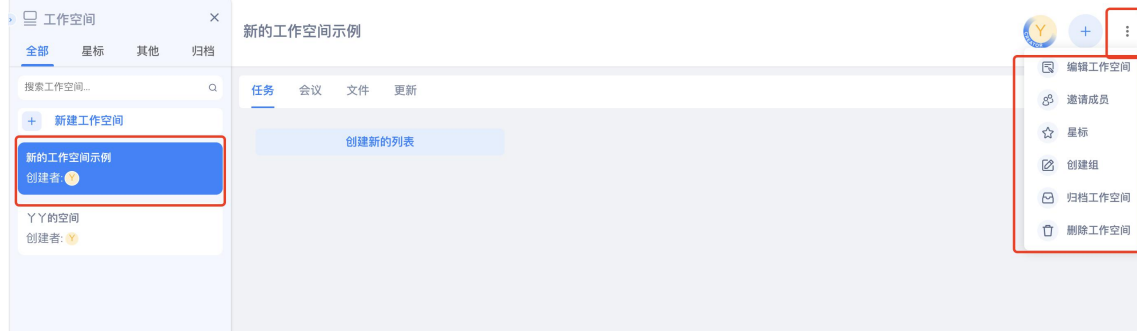 工作空间
全部 星标 其他 归档
搜索工作空间...
+ 新建工作空间
新的工作空间示例
创建者: Y
丫丫的空间
创建者: Y
新的工作空间示例
Y
CREATOR
+
任务 会议 文件 更新
创建新的列表
编辑工作空间
邀请成员
星标
创建组
归档工作空间
删除工作空间